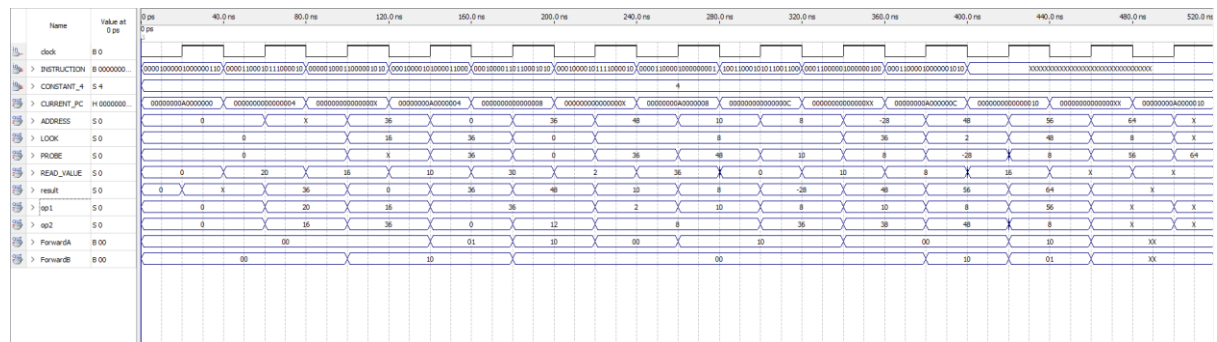 Name Value at 0 ps 0 ps 40.0 ns 80.0 ns 120.0 ns 160.0 ns 200.0 ns 240.0 ns 280.0 ns 320.0 ns 360.0 ns 400.0 ns 440.0 ns 480.0 ns 520.0 ns
0 ps
clock B 0
INSTRUCTION B 0000000...
CONSTANT_4 S 4 4
CURRENT_PC H 0000000... 00000000A0000000 0000000000000004 000000000000000X 00000000A0000004 0000000000000008 000000000000000X 00000000A0000008 000000000000000C 00000000000000XX 00000000A000000C 0000000000000010 00000000000000XX 00000000A0000010
ADDRESS S 0 0 X 36 0 36 48 10 8 -28 48 56 64 X
LOOK S 0 0 16 36 0 8 36 2 48 8 X
PROBE S 0 0 X 36 0 36 48 10 8 -28 8 56 64
READ_VALUE S 0 0 20 16 10 30 2 36 0 10 8 16 X X
result S 0 0 X 36 0 36 48 10 8 -28 48 56 64 X
op1 S 0 0 20 16 36 2 10 8 10 8 56 X X
op2 S 0 0 16 36 0 12 8 36 38 48 8 X X
ForwardA B 00 00 01 10 00 10 00 10 XX
ForwardB B 00 00 10 00 10 01 XX